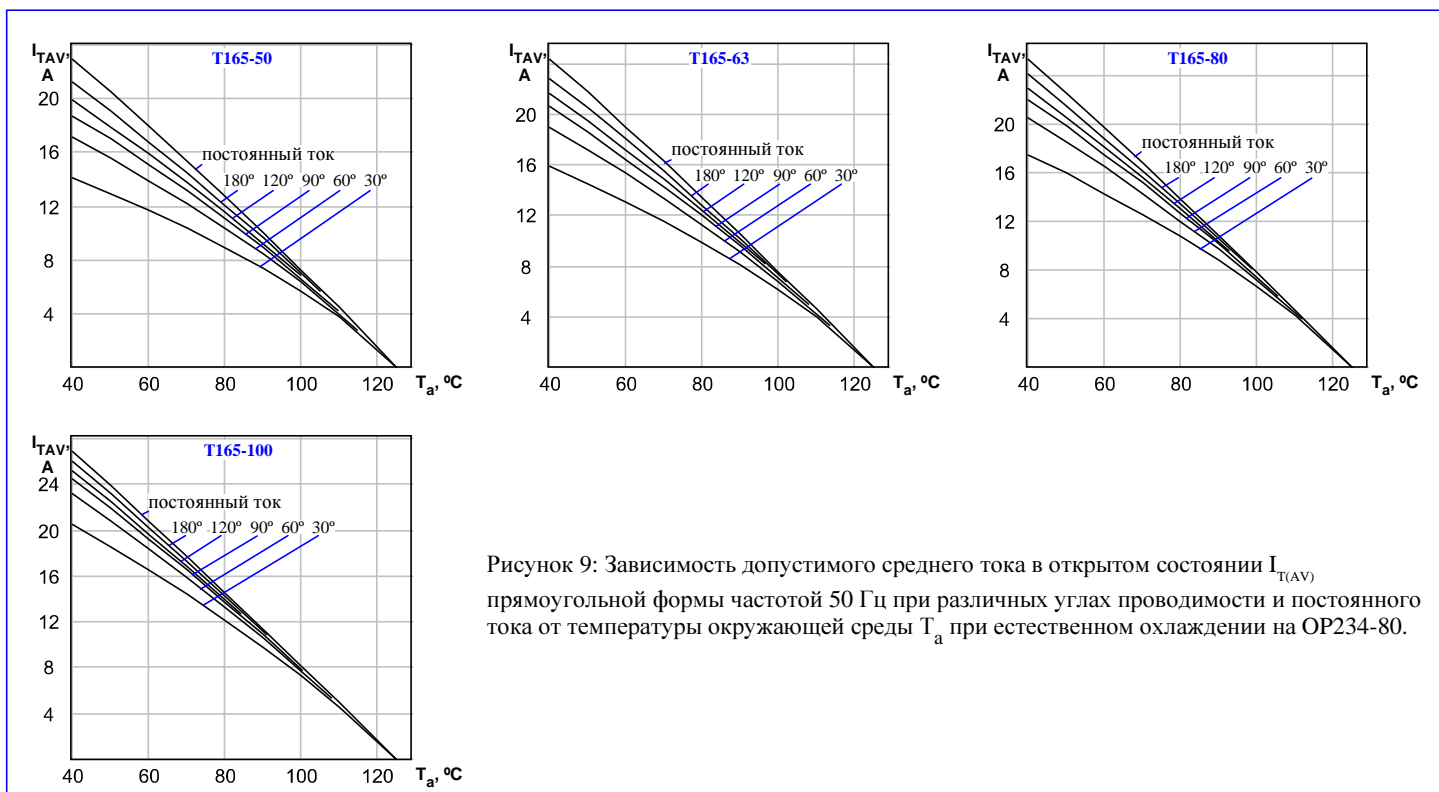 I_TAV, A
T165-50
20
16
12
8
4
постоянный ток
180º 120º 90º 60º 30º
40 60 80 100 120 T_a, ºC
I_TAV, A
T165-63
20
16
12
8
4
постоянный ток
180º 120º 90º 60º 30º
40 60 80 100 120 T_a, ºC
I_TAV, A
T165-80
20
16
12
8
4
постоянный ток
180º 120º 90º 60º 30º
40 60 80 100 120 T_a, ºC
I_TAV, A
T165-100
24
20
16
12
8
4
постоянный ток
180º 120º 90º 60º 30º
40 60 80 100 120 T_a, ºC
Рисунок 9: Зависимость допустимого среднего тока в открытом состоянии I_T(AV)
прямоугольной формы частотой 50 Гц при различных углах проводимости и постоянного
тока от температуры окружающей среды T_a при естественном охлаждении на ОР234-80.